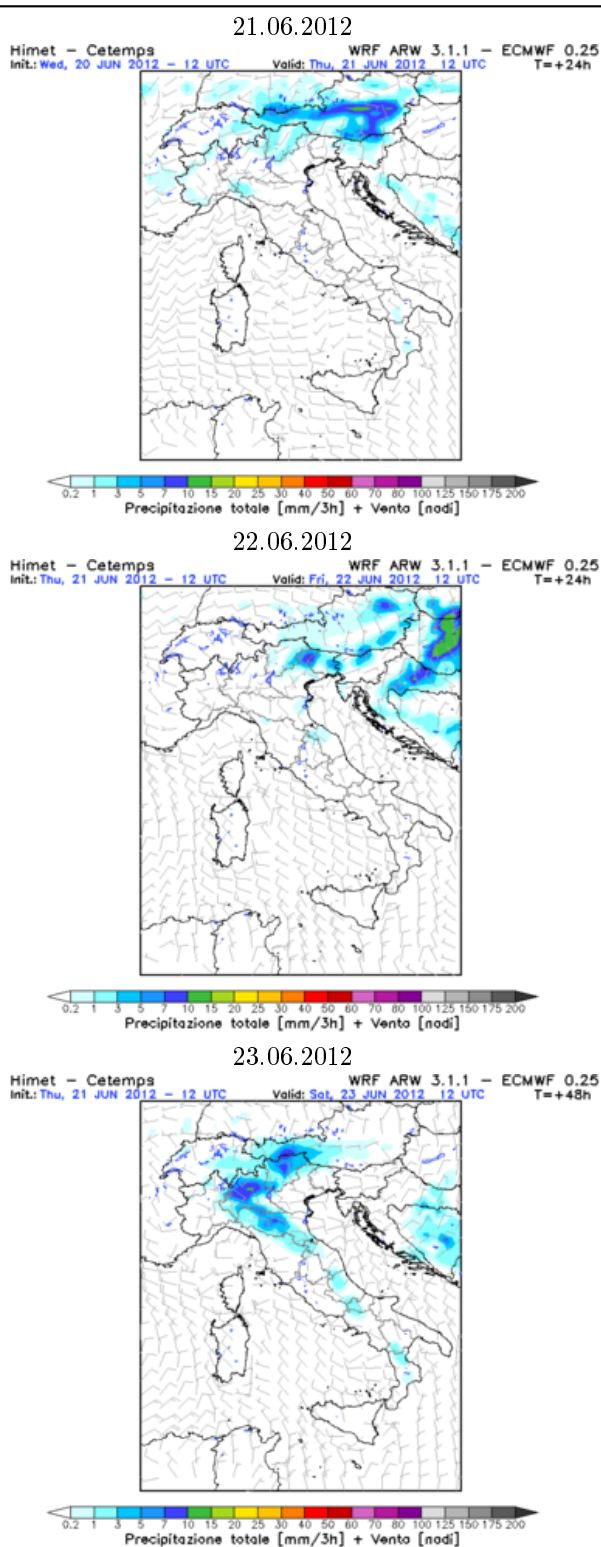 21.06.2012
Himet – Cetemps WRF ARW 3.1.1 – ECMWF 0.25
Init.: Wed, 20 JUN 2012 – 12 UTC Valid: Thu, 21 JUN 2012 12 UTC T=+24h
0.2 1 3 5 7 10 15 20 25 30 40 50 60 70 80 100 125 150 175 200
Precipitazione totale [mm/3h] + Vento [nodi]
22.06.2012
Himet – Cetemps WRF ARW 3.1.1 – ECMWF 0.25
Init.: Thu, 21 JUN 2012 – 12 UTC Valid: Fri, 22 JUN 2012 12 UTC T=+24h
0.2 1 3 5 7 10 15 20 25 30 40 50 60 70 80 100 125 150 175 200
Precipitazione totale [mm/3h] + Vento [nodi]
23.06.2012
Himet – Cetemps WRF ARW 3.1.1 – ECMWF 0.25
Init.: Thu, 21 JUN 2012 – 12 UTC Valid: Sat, 23 JUN 2012 12 UTC T=+48h
0.2 1 3 5 7 10 15 20 25 30 40 50 60 70 80 100 125 150 175 200
Precipitazione totale [mm/3h] + Vento [nodi]